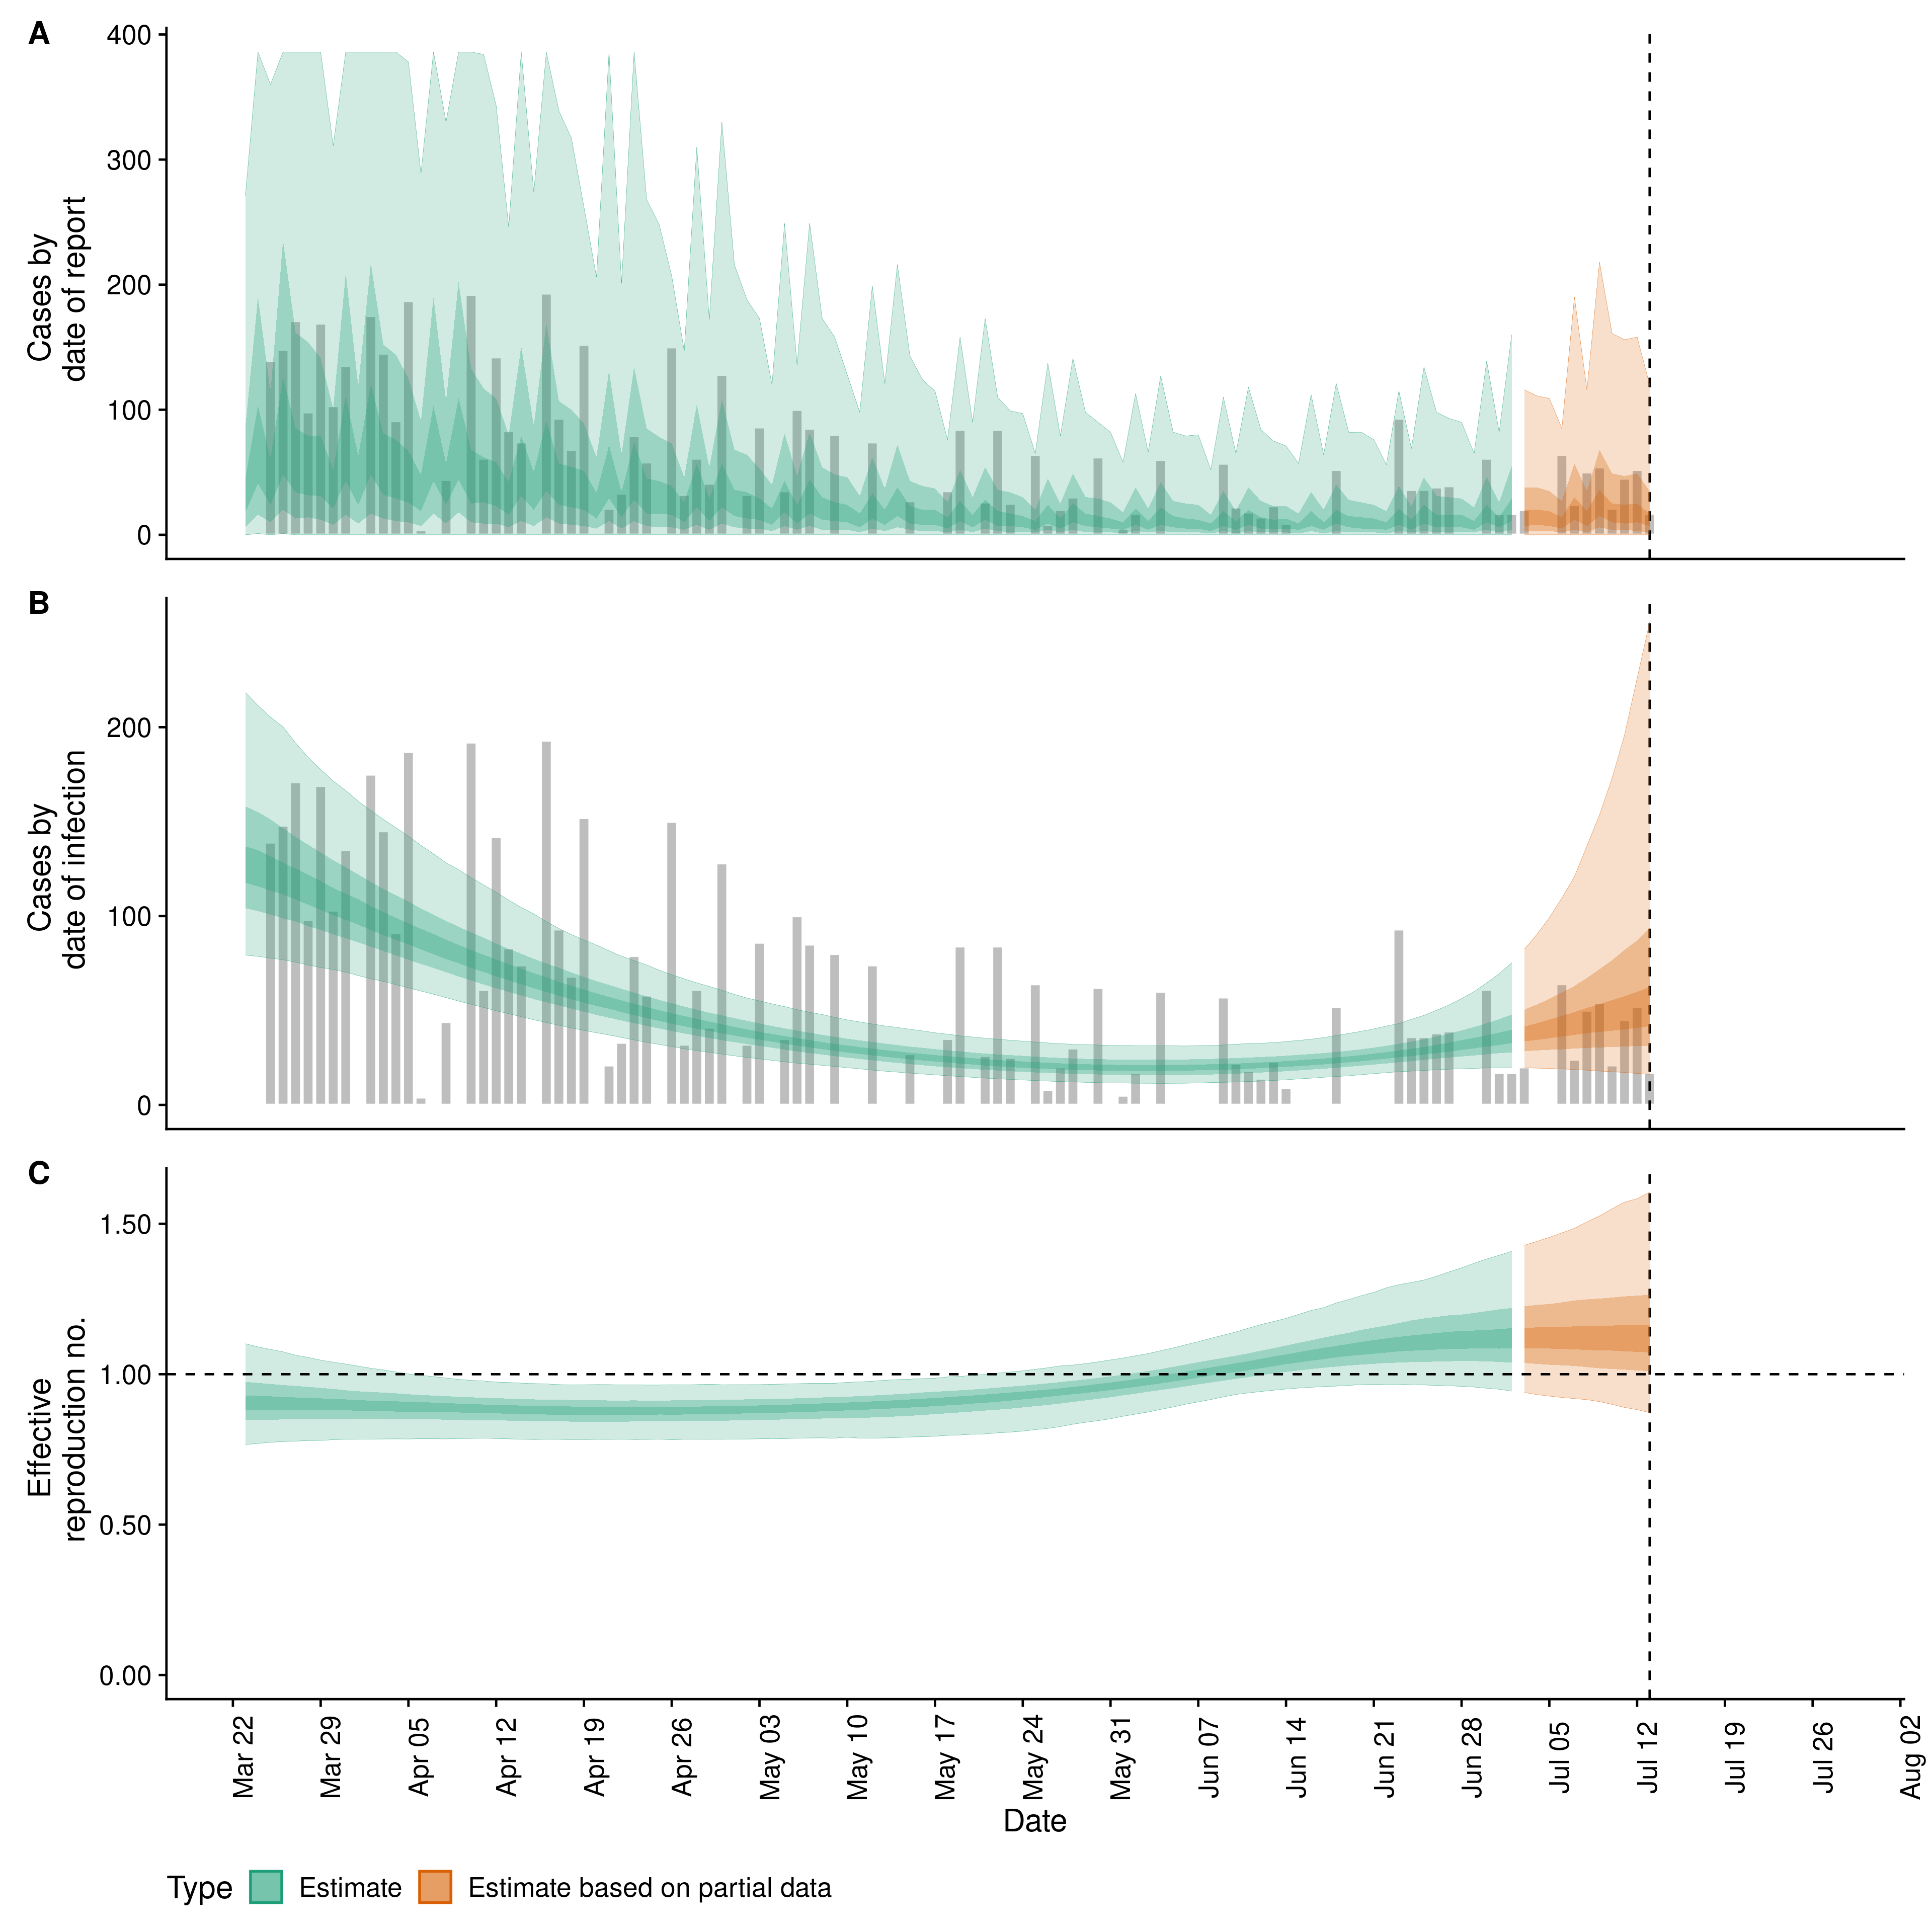 A
Cases by
date of report
400
300
200
100
0
B
Cases by
date of infection
200
100
0
C
Effective
reproduction no.
1.50
1.00
0.50
0.00
Mar 22
Mar 29
Apr 05
Apr 12
Apr 19
Apr 26
May 03
May 10
May 17
May 24
May 31
Jun 07
Jun 14
Jun 21
Jun 28
Jul 05
Jul 12
Jul 19
Jul 26
Aug 02
Date
Type Estimate Estimate based on partial data